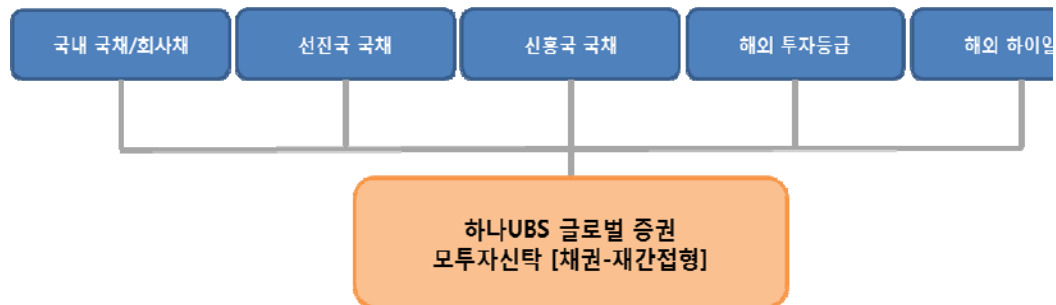 국내 국채/회사채
선진국 국채
신흥국 국채
해외 투자등급
해외 하이일
하나UBS 글로벌 증권
모투자신탁 [채권-재간접형]